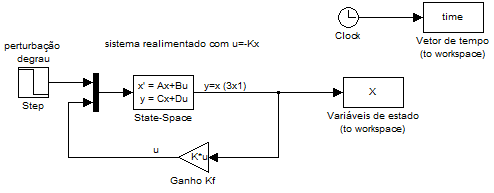 time
Clock
Vetor de tempo
(to workspace)
perturbação
degrau
sistema realimentado com u=-Kx
x' = Ax+Bu
y = Cx+Du
y=x (3x1)
X
Step
State-Space
Variáveis de estado
(to workspace)
u
K*u
Ganho Kf